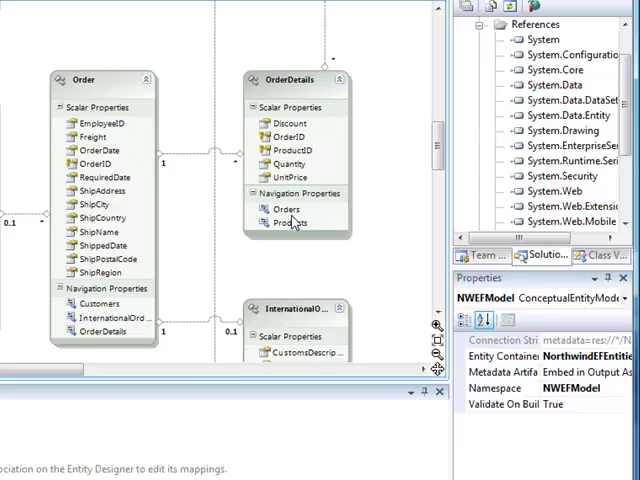 Order
Scalar Properties
EmployeeID
Freight
OrderDate
OrderID
RequiredDate
ShipAddress
ShipCity
ShipCountry
ShipName
ShippedDate
ShipPostalCode
ShipRegion
Navigation Properties
Customers
InternationalOrd...
OrderDetails
0..1
*
1
*
*
1
0..1
OrderDetails
Scalar Properties
Discount
OrderID
ProductID
Quantity
UnitPrice
Navigation Properties
Orders
Products
InternationalO...
Scalar Properties
CustomsDescrip...
ociation on the Entity Designer to edit its mappings.
References
System
System.Configuratio
System.Core
System.Data
System.Data.DataSet
System.Data.Entity
System.Drawing
System.EnterpriseSer
System.Runtime.Seria
System.Security
System.Web
System.Web.Extens
System.Web.Mobile
Team ...
Solutio...
Class V...
Properties
NWEFModel ConceptualEntityMode
Connection Stri metadata=res://*/N
Entity Container NorthwindEFEntitie
Metadata Artifa Embed in Output As
Namespace NWEFModel
Validate On Buil True